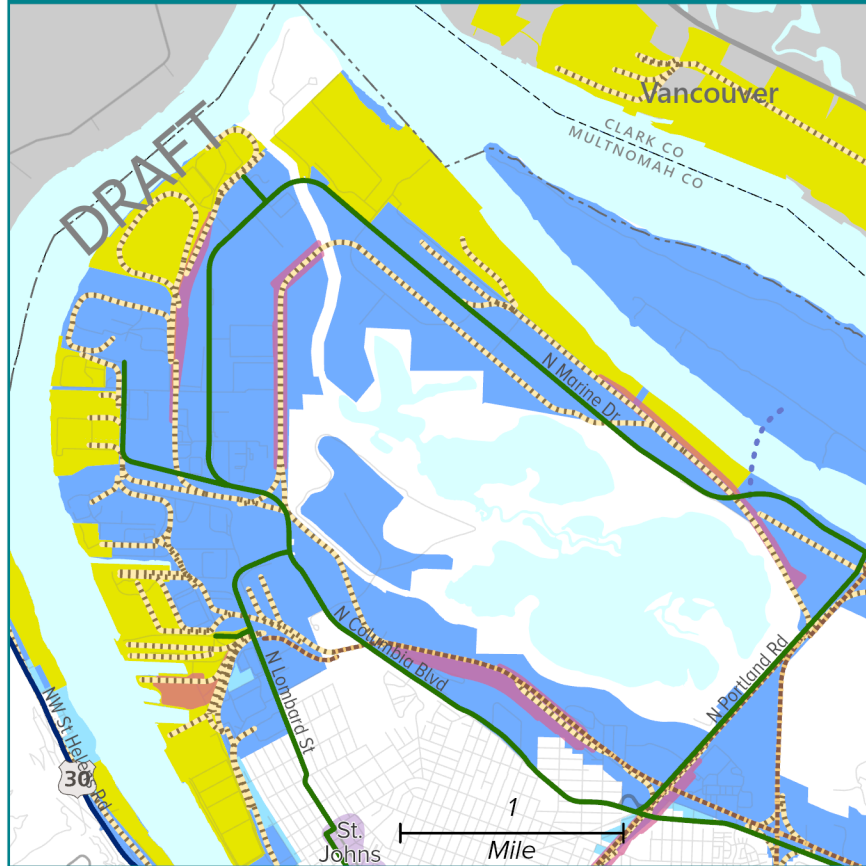 Vancouver
CLARK CO
MULTNOMAH CO
DRAFT
N Marine Dr
N Columbia Blvd
N Portland Rd
N Lombard St
NW St Helens Rd
30
1
Mile
St.
Johns